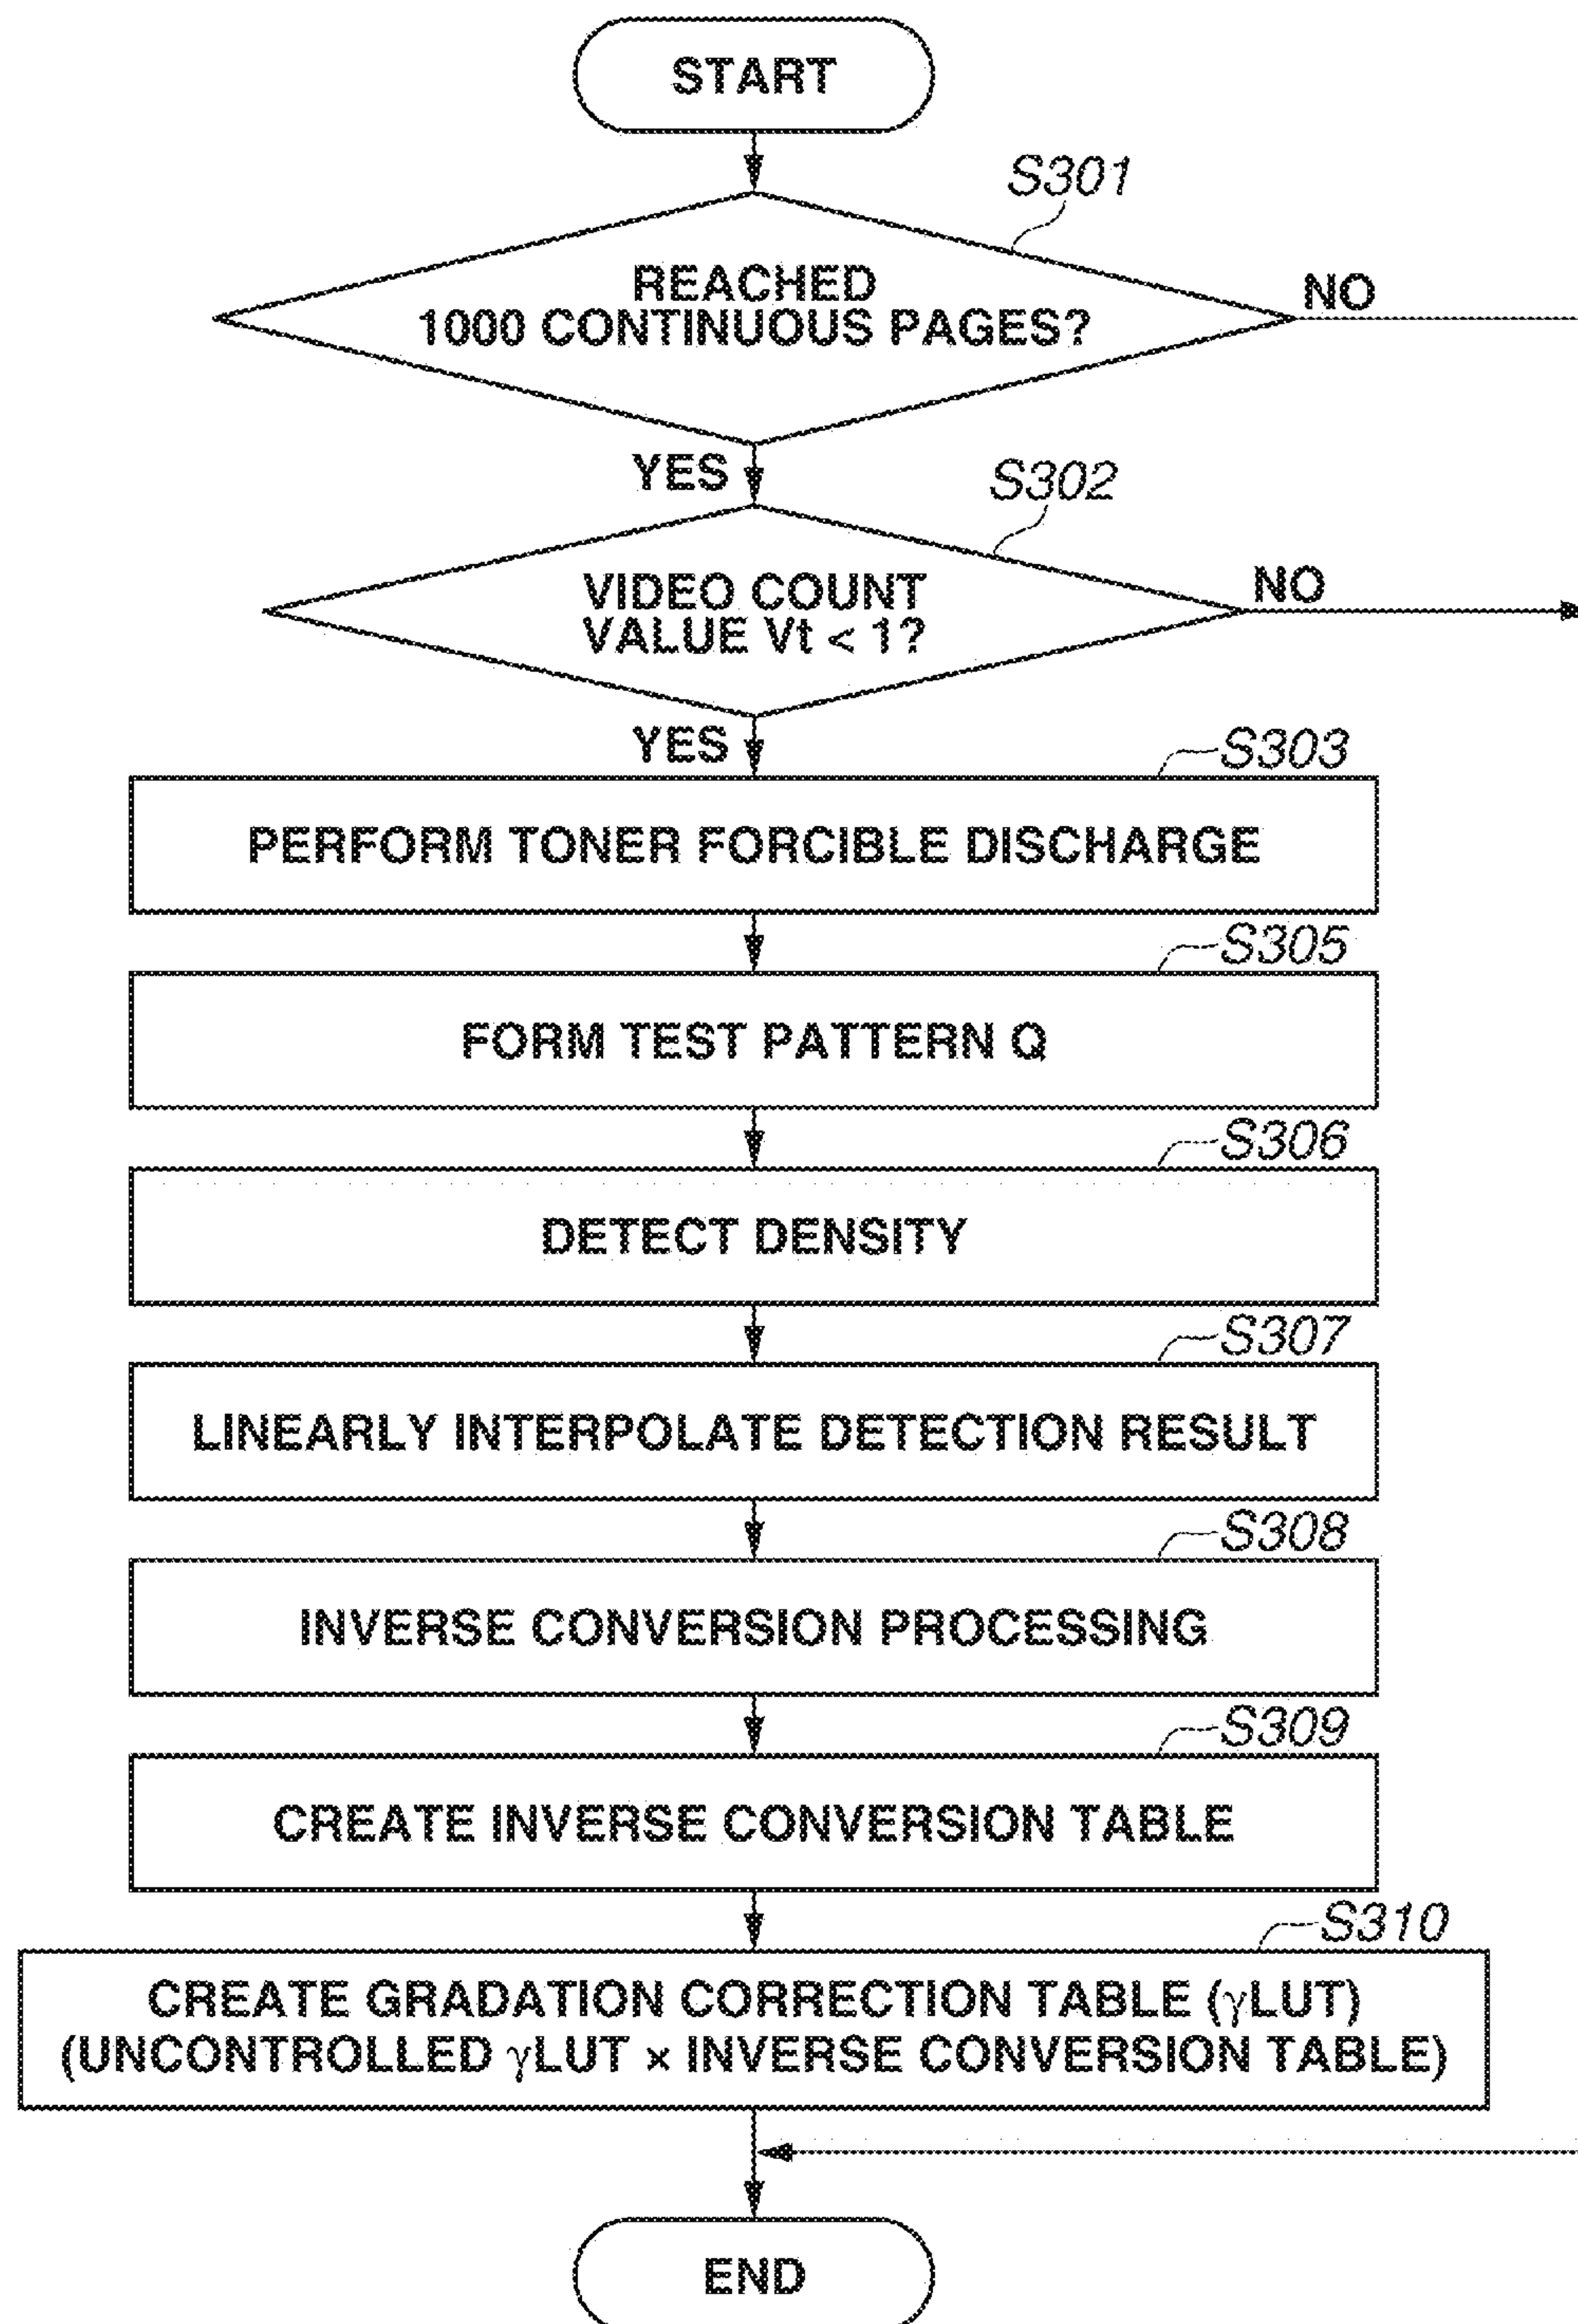 START
S301
REACHED
1000 CONTINUOUS PAGES?
NO
YES
S302
VIDEO COUNT
VALUE Vt < 1?
NO
YES
S303
PERFORM TONER FORCIBLE DISCHARGE
S305
FORM TEST PATTERN Q
S306
DETECT DENSITY
S307
LINEARLY INTERPOLATE DETECTION RESULT
S308
INVERSE CONVERSION PROCESSING
S309
CREATE INVERSE CONVERSION TABLE
S310
CREATE GRADATION CORRECTION TABLE (γLUT)
(UNCONTROLLED γLUT × INVERSE CONVERSION TABLE)
END